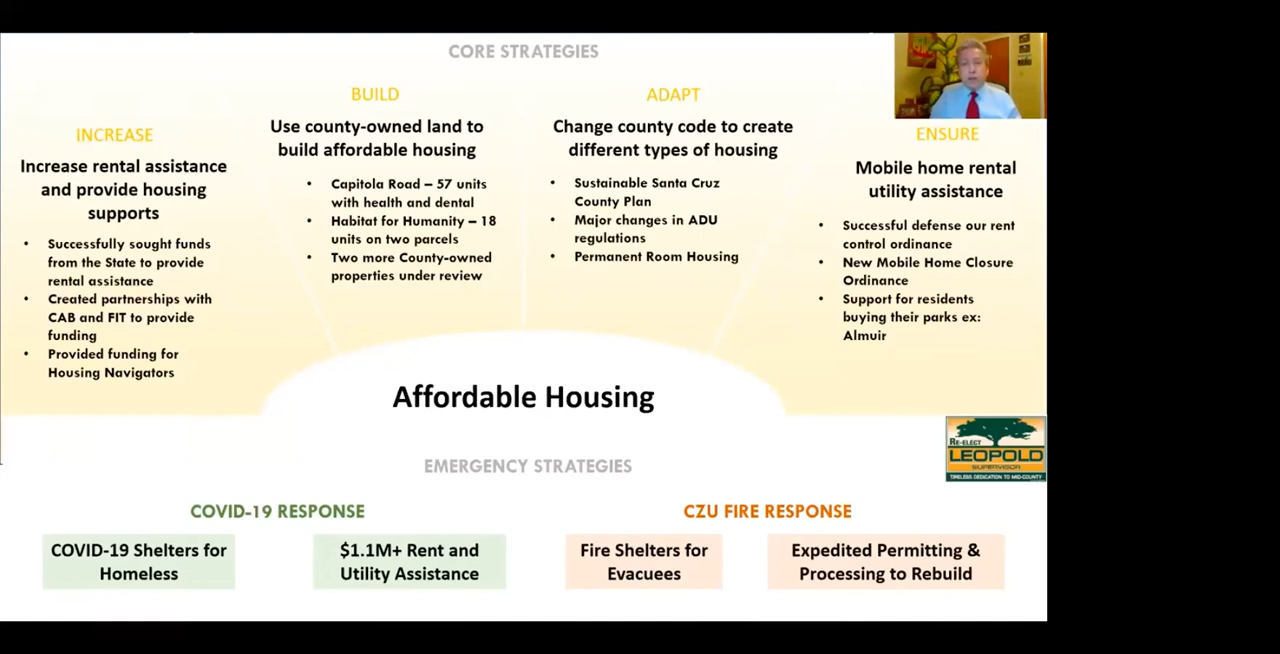 CORE STRATEGIES
INCREASE
Increase rental assistance
and provide housing
supports
• Successfully sought funds
from the State to provide
rental assistance
• Created partnerships with
CAB and FIT to provide
funding
• Provided funding for
Housing Navigators
BUILD
Use county-owned land to
build affordable housing
• Capitola Road – 57 units
with health and dental
• Habitat for Humanity – 18
units on two parcels
• Two more County-owned
properties under review
ADAPT
Change county code to create
different types of housing
• Sustainable Santa Cruz
County Plan
• Major changes in ADU
regulations
• Permanent Room Housing
ENSURE
Mobile home rental
utility assistance
• Successful defense our rent
control ordinance
• New Mobile Home Closure
Ordinance
• Support for residents
buying their parks ex:
Almuir
Affordable Housing
RE-ELECT
LEOPOLD
SUPERVISOR
TIMELESS DEDICATION TO MID-COUNTY
EMERGENCY STRATEGIES
COVID-19 RESPONSE
COVID-19 Shelters for
Homeless
$1.1M+ Rent and
Utility Assistance
CZU FIRE RESPONSE
Fire Shelters for
Evacuees
Expedited Permitting &
Processing to Rebuild